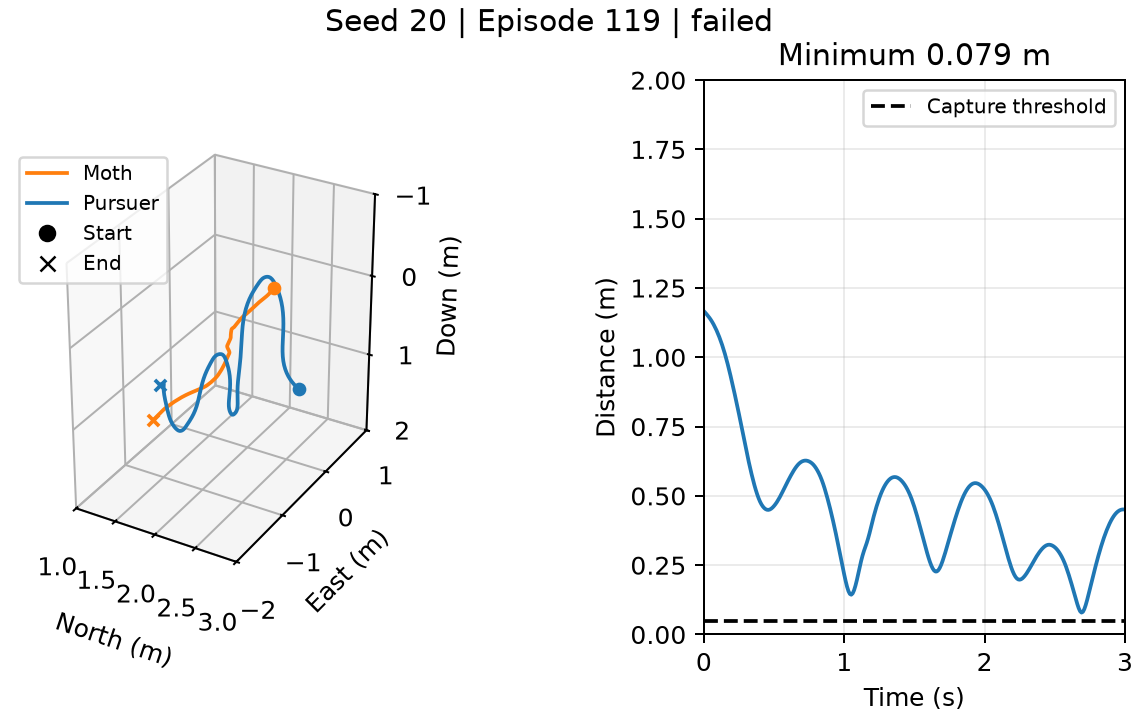 Seed 20 | Episode 119 | failed
Moth
Pursuer
Start
End
−1
0
1
2
Down (m)
1
0
−1
−2
East (m)
1.0
1.5
2.0
2.5
3.0
North (m)
Minimum 0.079 m
Capture threshold
2.00
1.75
1.50
1.25
1.00
0.75
0.50
0.25
0.00
Distance (m)
0
1
2
3
Time (s)